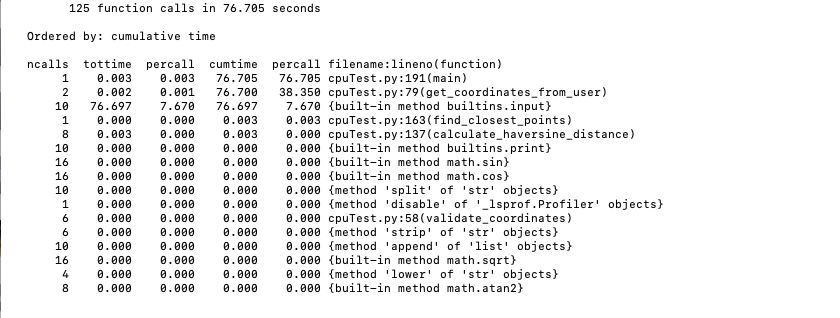 125 function calls in 76.705 seconds
Ordered by: cumulative time
ncalls  tottime  percall  cumtime  percall filename:lineno(function)
1    0.003    0.003   76.705   76.705 cpuTest.py:191(main)
2    0.002    0.001   76.700   38.350 cpuTest.py:79(get_coordinates_from_user)
10   76.697    7.670   76.697    7.670 {built-in method builtins.input}
1    0.000    0.000    0.003    0.003 cpuTest.py:163(find_closest_points)
8    0.003    0.000    0.003    0.000 cpuTest.py:137(calculate_haversine_distance)
10    0.000    0.000    0.000    0.000 {built-in method builtins.print}
16    0.000    0.000    0.000    0.000 {built-in method math.sin}
16    0.000    0.000    0.000    0.000 {built-in method math.cos}
10    0.000    0.000    0.000    0.000 {method 'split' of 'str' objects}
1    0.000    0.000    0.000    0.000 {method 'disable' of '_lsprof.Profiler' objects}
6    0.000    0.000    0.000    0.000 cpuTest.py:58(validate_coordinates)
6    0.000    0.000    0.000    0.000 {method 'strip' of 'str' objects}
10    0.000    0.000    0.000    0.000 {method 'append' of 'list' objects}
16    0.000    0.000    0.000    0.000 {built-in method math.sqrt}
4    0.000    0.000    0.000    0.000 {method 'lower' of 'str' objects}
8    0.000    0.000    0.000    0.000 {built-in method math.atan2}